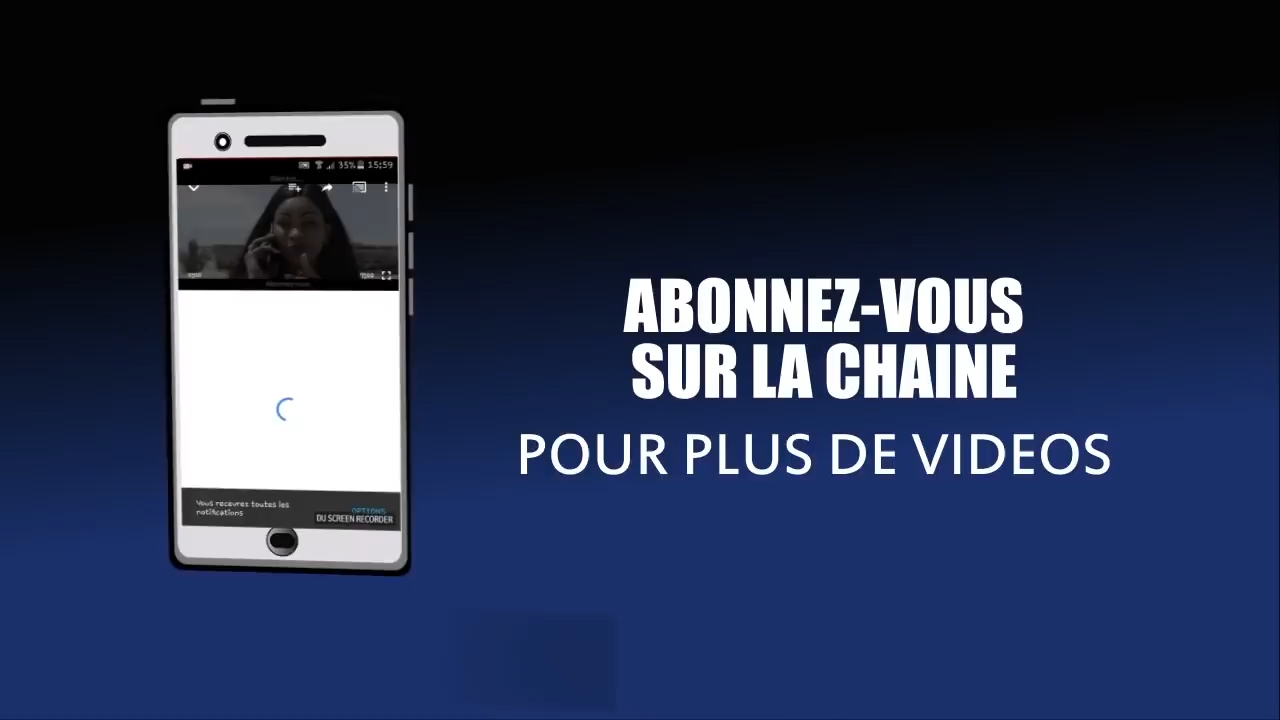 35% 15:59
ABONNEZ-VOUS
SUR LA CHAINE
POUR PLUS DE VIDEOS
Vous recevrez toutes les
notifications
OPTIONS
DU SCREEN RECORDER